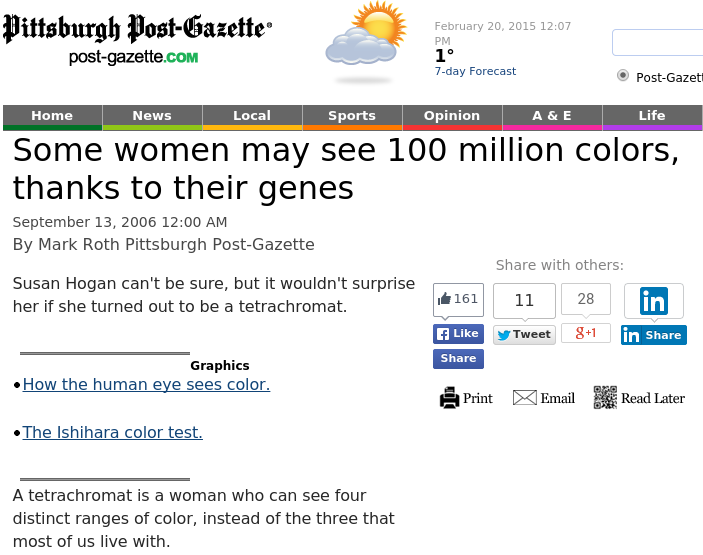 Pittsburgh Post-Gazette®
post-gazette.COM
February 20, 2015 12:07
PM
1°
7-day Forecast
Post-Gazett
Home News Local Sports Opinion A & E Life
Some women may see 100 million colors,
thanks to their genes
September 13, 2006 12:00 AM
By Mark Roth Pittsburgh Post-Gazette
Share with others:
Susan Hogan can't be sure, but it wouldn't surprise
her if she turned out to be a tetrachromat.
161 11 28 in
Like Tweet g+1 in Share
Share
Graphics
•How the human eye sees color.
Print Email Read Later
•The Ishihara color test.
A tetrachromat is a woman who can see four
distinct ranges of color, instead of the three that
most of us live with.